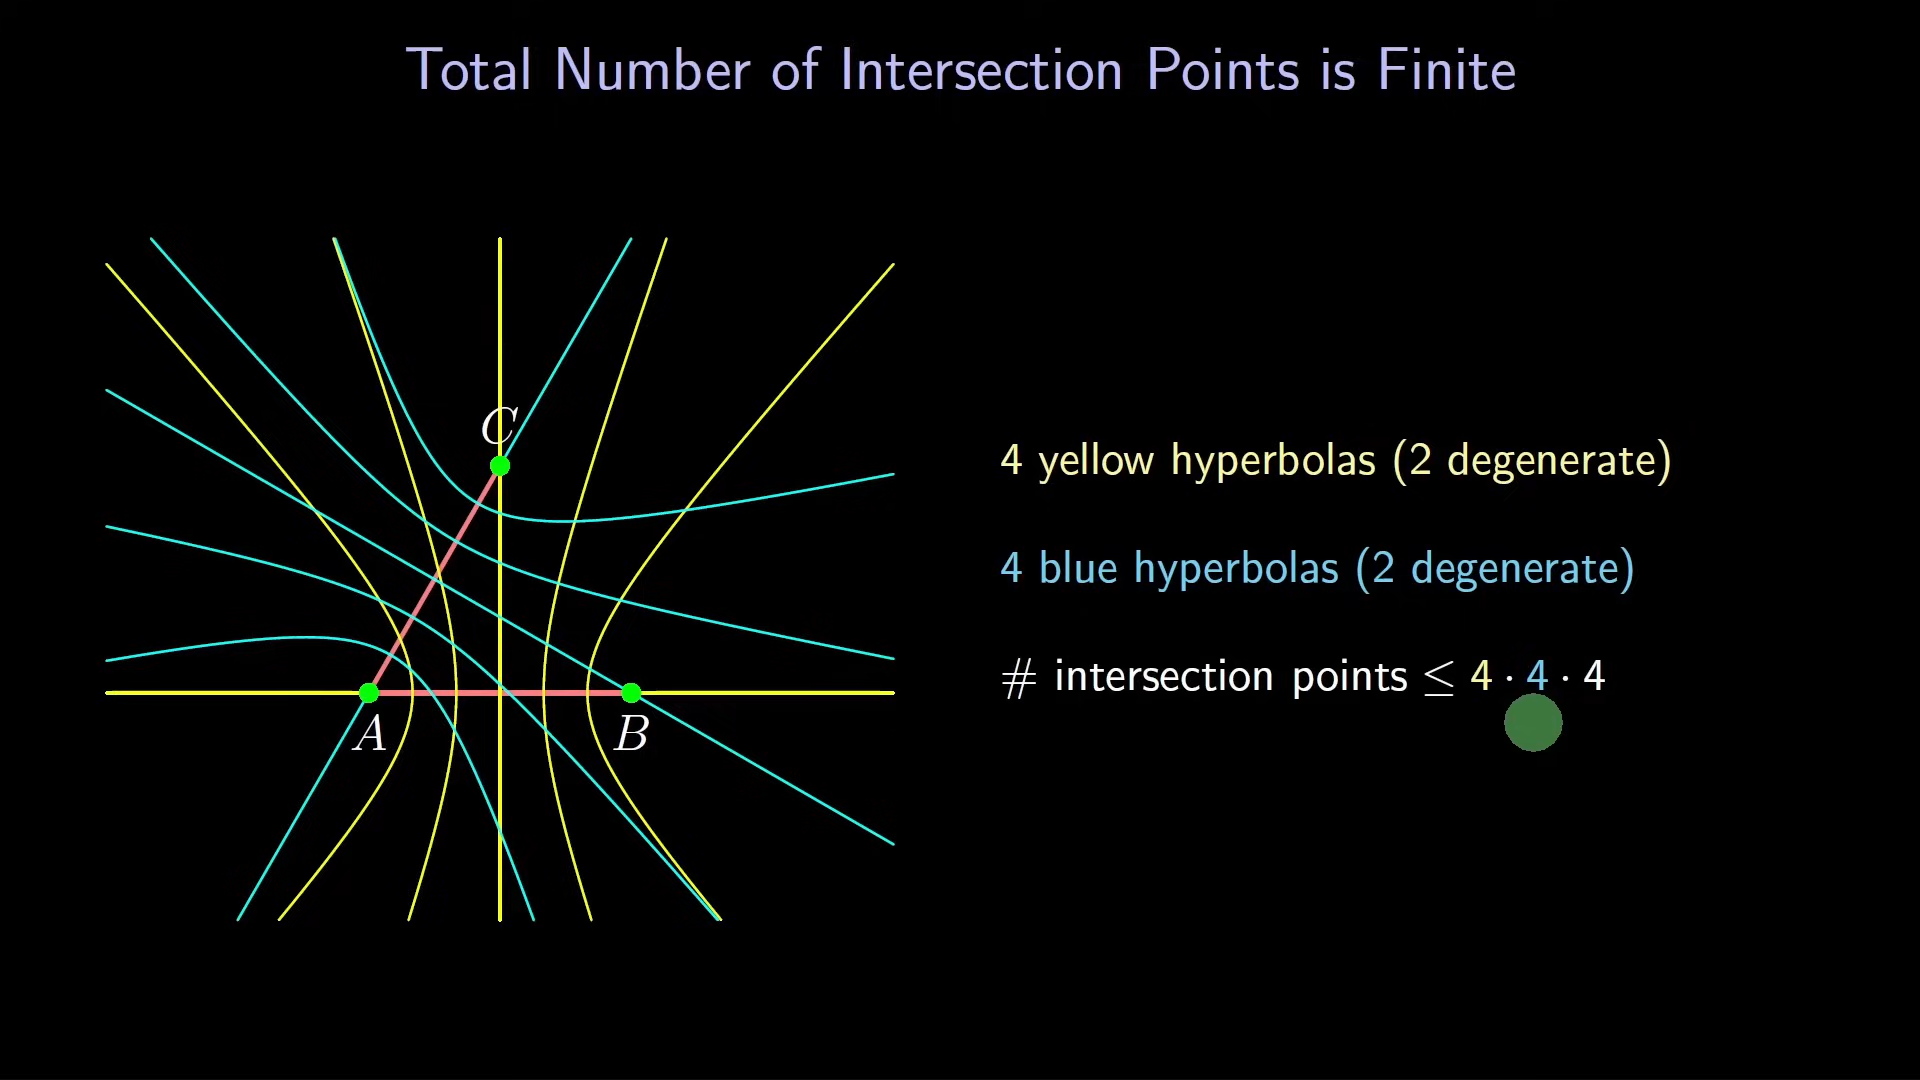 Total Number of Intersection Points is Finite
C
4 yellow hyperbolas (2 degenerate)
4 blue hyperbolas (2 degenerate)
# intersection points ≤ 4 · 4 · 4
A
B